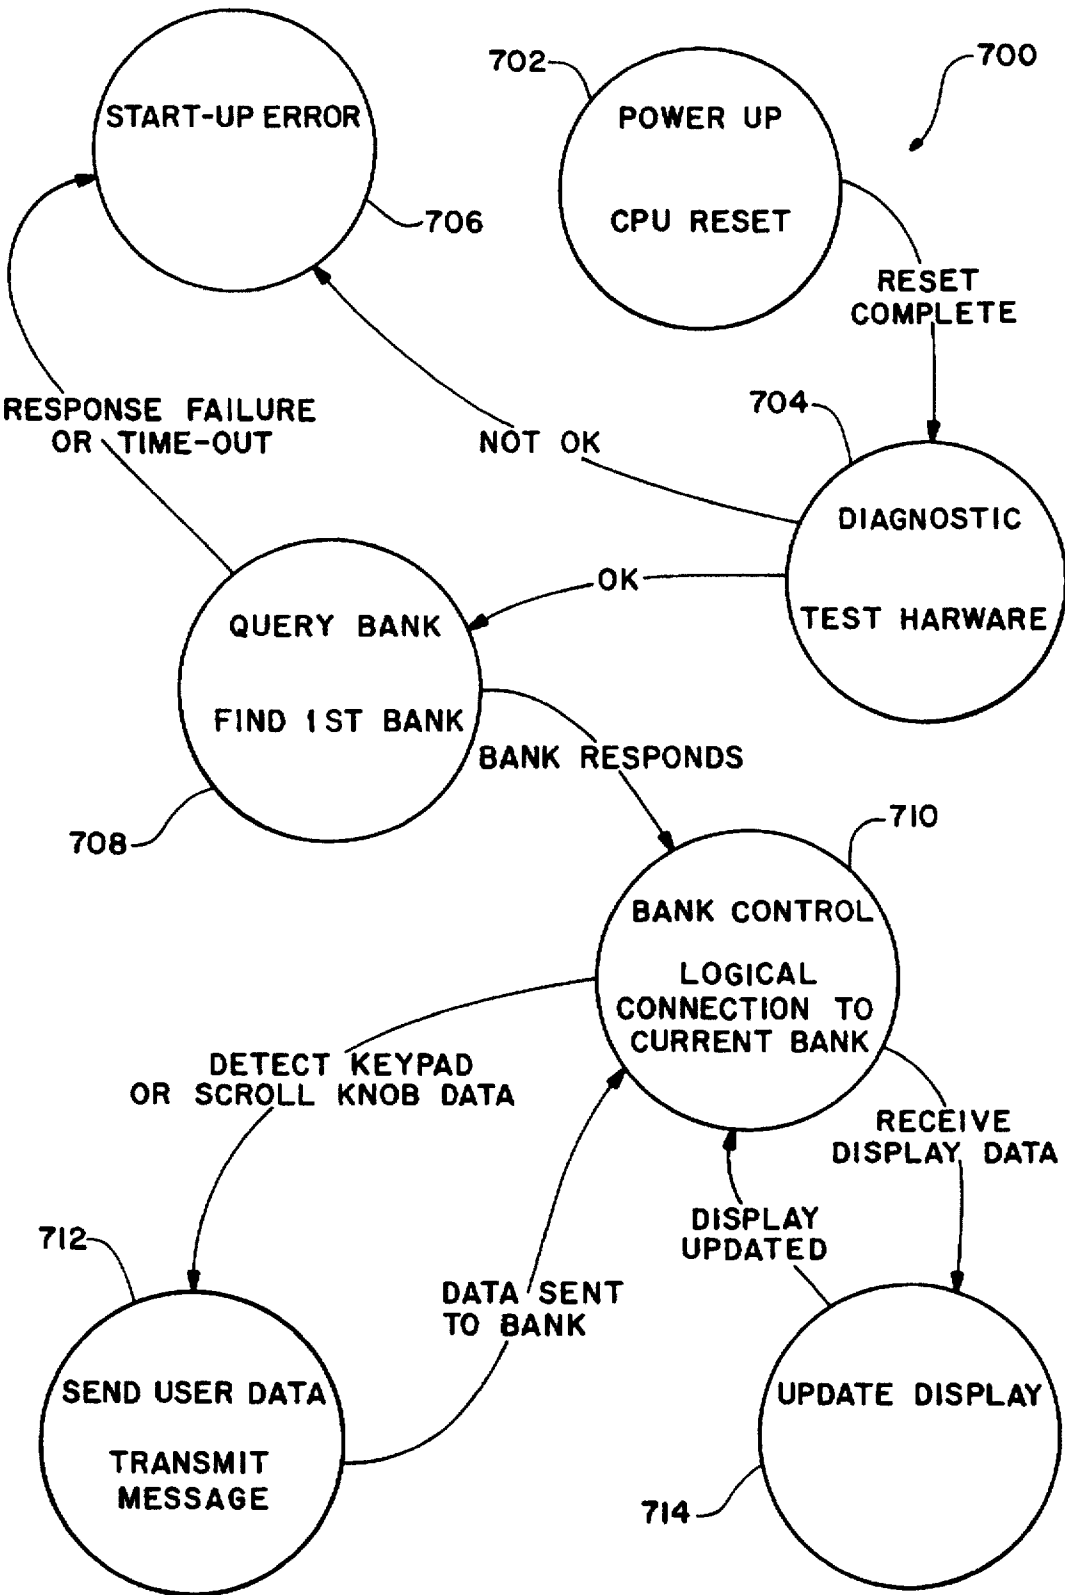 702
700
START-UP ERROR
POWER UP
CPU RESET
706
RESET
COMPLETE
704
RESPONSE FAILURE
OR TIME-OUT
NOT OK
DIAGNOSTIC
TEST HARWARE
OK
QUERY BANK
FIND 1ST BANK
BANK RESPONDS
708
710
BANK CONTROL
LOGICAL
CONNECTION TO
CURRENT BANK
DETECT KEYPAD
OR SCROLL KNOB DATA
RECEIVE
DISPLAY DATA
DISPLAY
UPDATED
712
DATA SENT
TO BANK
SEND USER DATA
TRANSMIT
MESSAGE
UPDATE DISPLAY
714